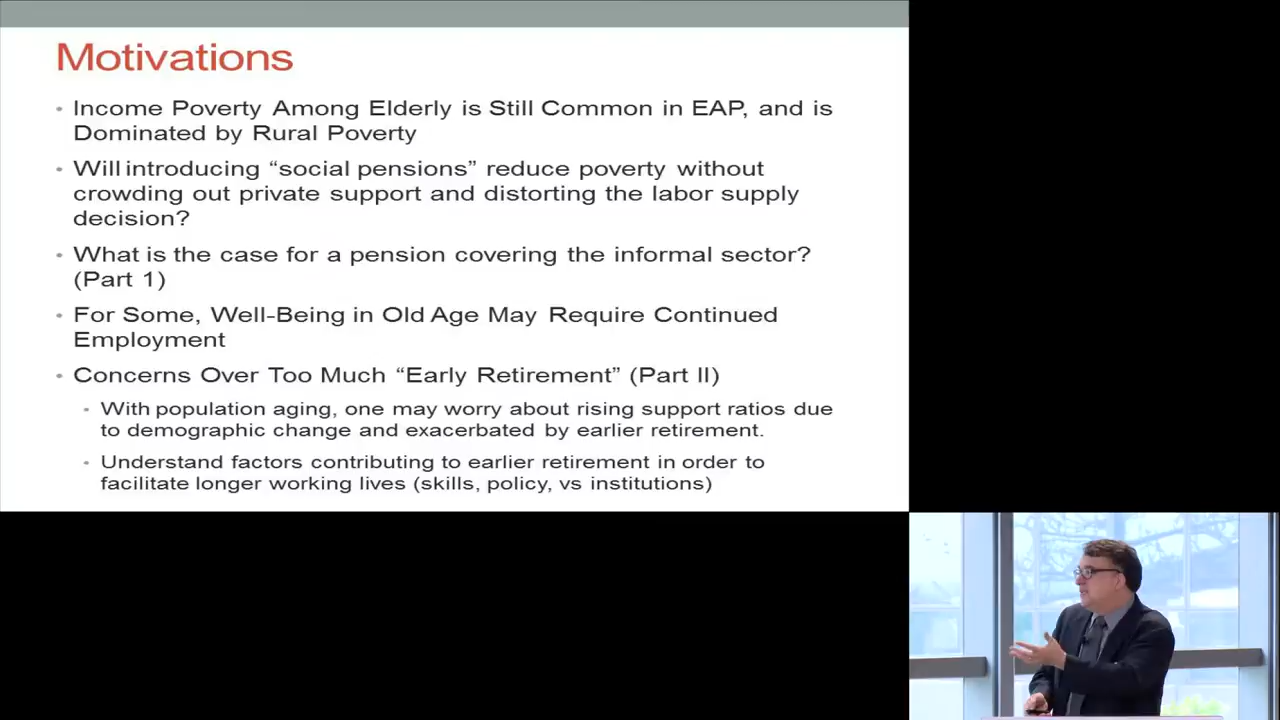 Motivations
• Income Poverty Among Elderly is Still Common in EAP, and is
Dominated by Rural Poverty
• Will introducing “social pensions” reduce poverty without
crowding out private support and distorting the labor supply
decision?
• What is the case for a pension covering the informal sector?
(Part 1)
• For Some, Well-Being in Old Age May Require Continued
Employment
• Concerns Over Too Much “Early Retirement” (Part II)
• With population aging, one may worry about rising support ratios due
to demographic change and exacerbated by earlier retirement.
• Understand factors contributing to earlier retirement in order to
facilitate longer working lives (skills, policy, vs institutions)